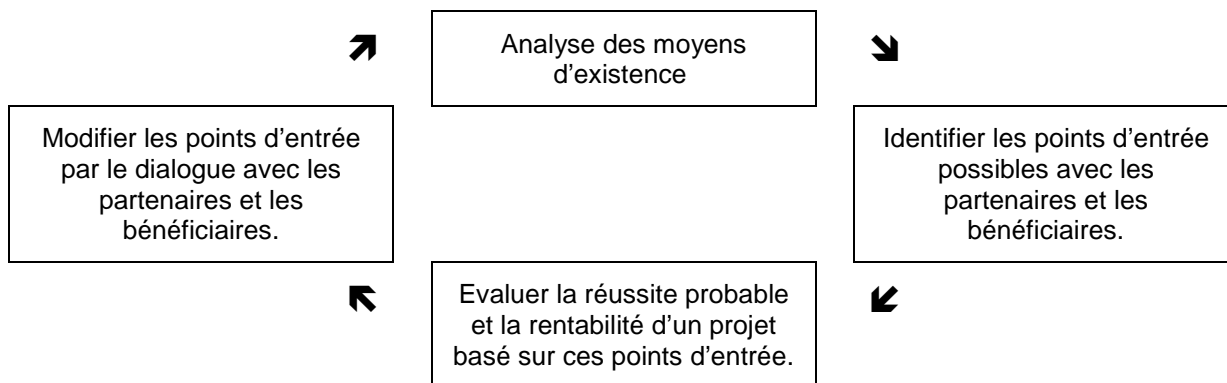 Analyse des moyens
d’existence
Modifier les points d’entrée
par le dialogue avec les
partenaires et les
bénéficiaires.
Identifier les points d’entrée
possibles avec les
partenaires et les
bénéficiaires.
Evaluer la réussite probable
et la rentabilité d’un projet
basé sur ces points d’entrée.